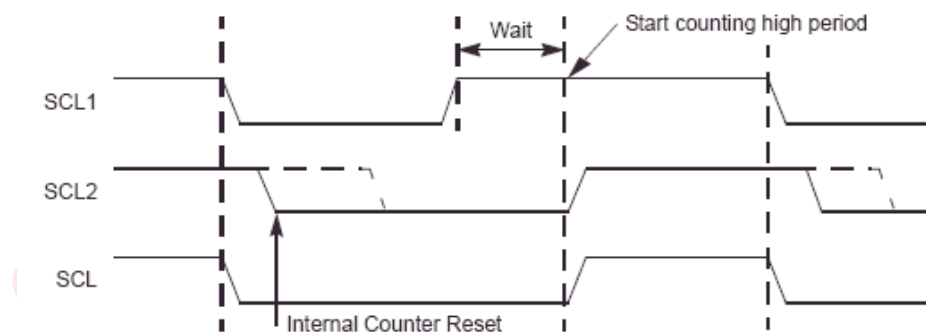 Wait
Start counting high period
SCL1
SCL2
SCL
Internal Counter Reset